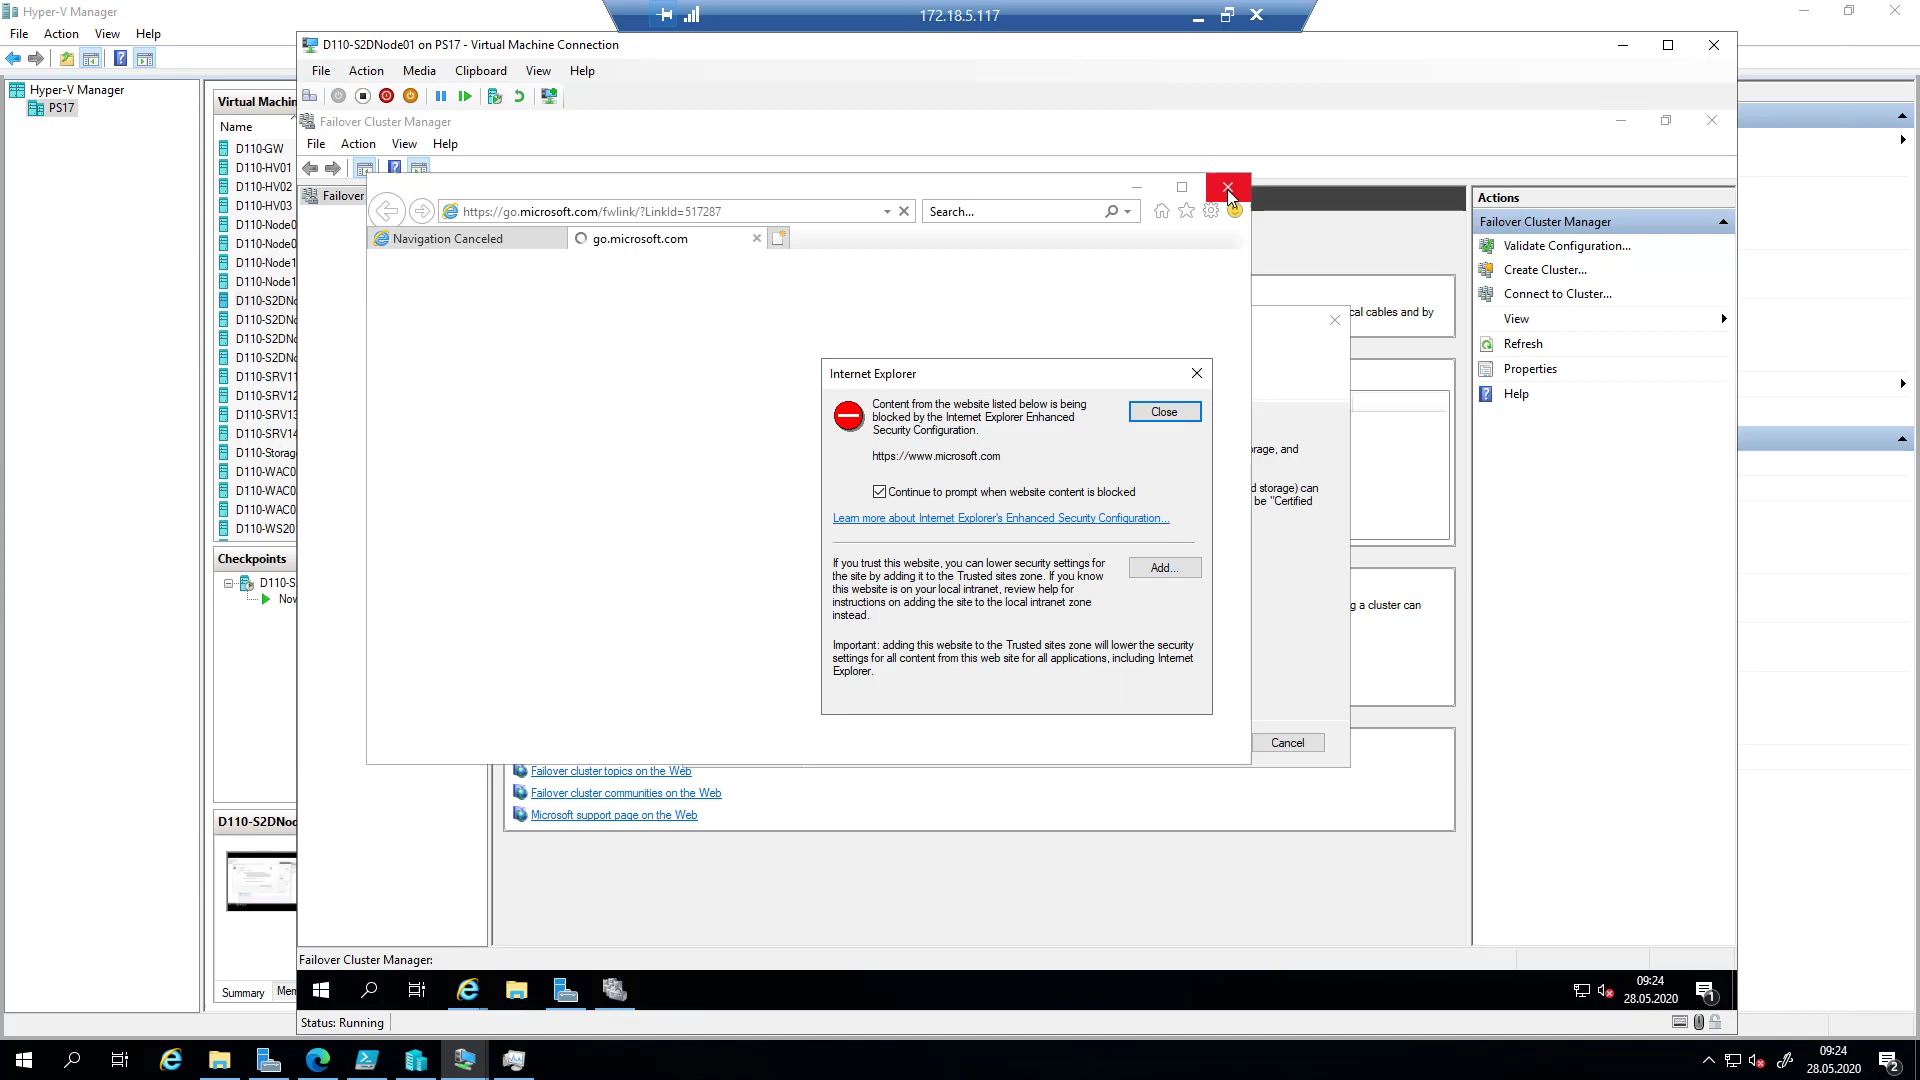 Hyper-V Manager
172.18.5.117
File Action View Help
D110-S2DNode01 on PS17 - Virtual Machine Connection
File Action Media Clipboard View Help
Hyper-V Manager
PS17
Virtual Machin
Name
D110-GW
D110-HV01
D110-HV02
D110-HV03
D110-Node0
D110-Node0
D110-Node1
D110-Node1
D110-S2DNo
D110-S2DNo
D110-S2DNo
D110-S2DNo
D110-SRV11
D110-SRV12
D110-SRV13
D110-SRV14
D110-Storag
D110-WAC0
D110-WAC0
D110-WAC0
D110-WS20
Checkpoints
D110-S
Nov
D110-S2DNod
Summary Mem
Failover Cluster Manager
File Action View Help
Failover
https://go.microsoft.com/fwlink/?LinkId=517287
Search...
Navigation Canceled
go.microsoft.com
cal cables and by
orage, and
d storage) can
be "Certified
g a cluster can
Cancel
Internet Explorer
Content from the website listed below is being
blocked by the Internet Explorer Enhanced
Security Configuration.
Close
https://www.microsoft.com
Continue to prompt when website content is blocked
Learn more about Internet Explorer's Enhanced Security Configuration...
If you trust this website, you can lower security settings for
the site by adding it to the Trusted sites zone. If you know
this website is on your local intranet, review help for
instructions on adding the site to the local intranet zone
instead.
Add...
Important: adding this website to the Trusted sites zone will lower the security
settings for all content from this web site for all applications, including Internet
Explorer.
Failover cluster topics on the Web
Failover cluster communities on the Web
Microsoft support page on the Web
Actions
Failover Cluster Manager
Validate Configuration...
Create Cluster...
Connect to Cluster...
View
Refresh
Properties
Help
Failover Cluster Manager:
09:24
28.05.2020
1
Status: Running
09:24
28.05.2020
2